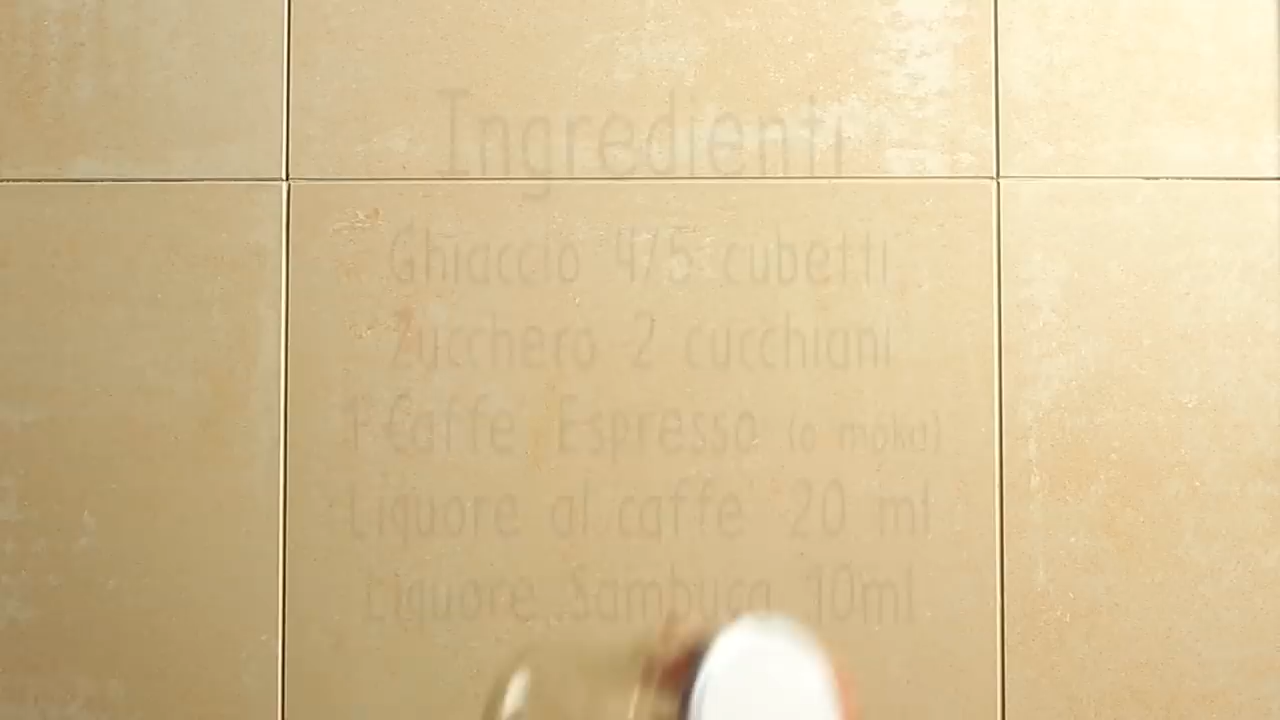 Ingredienti
Ghiaccio 4/5 cubetti
Zucchero 2 cucchiani
1 Caffe' Espresso (o moka)
Liquore al caffe' 20 ml
Liquore Sambuca 10ml